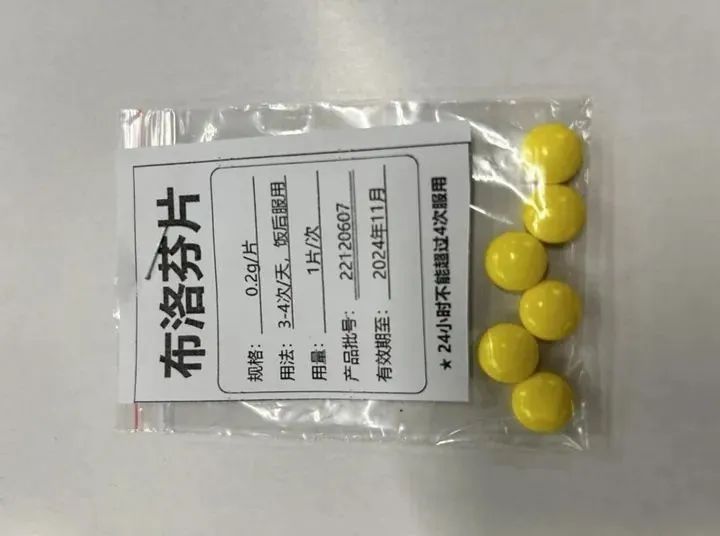 布洛芬片
规格： 0.2g/片
用法： 3-4次/天，饭后服用
用量： 1片/次
产品批号： 22120607
有效期至： 2024年11月
★ 24小时不能超过4次服用